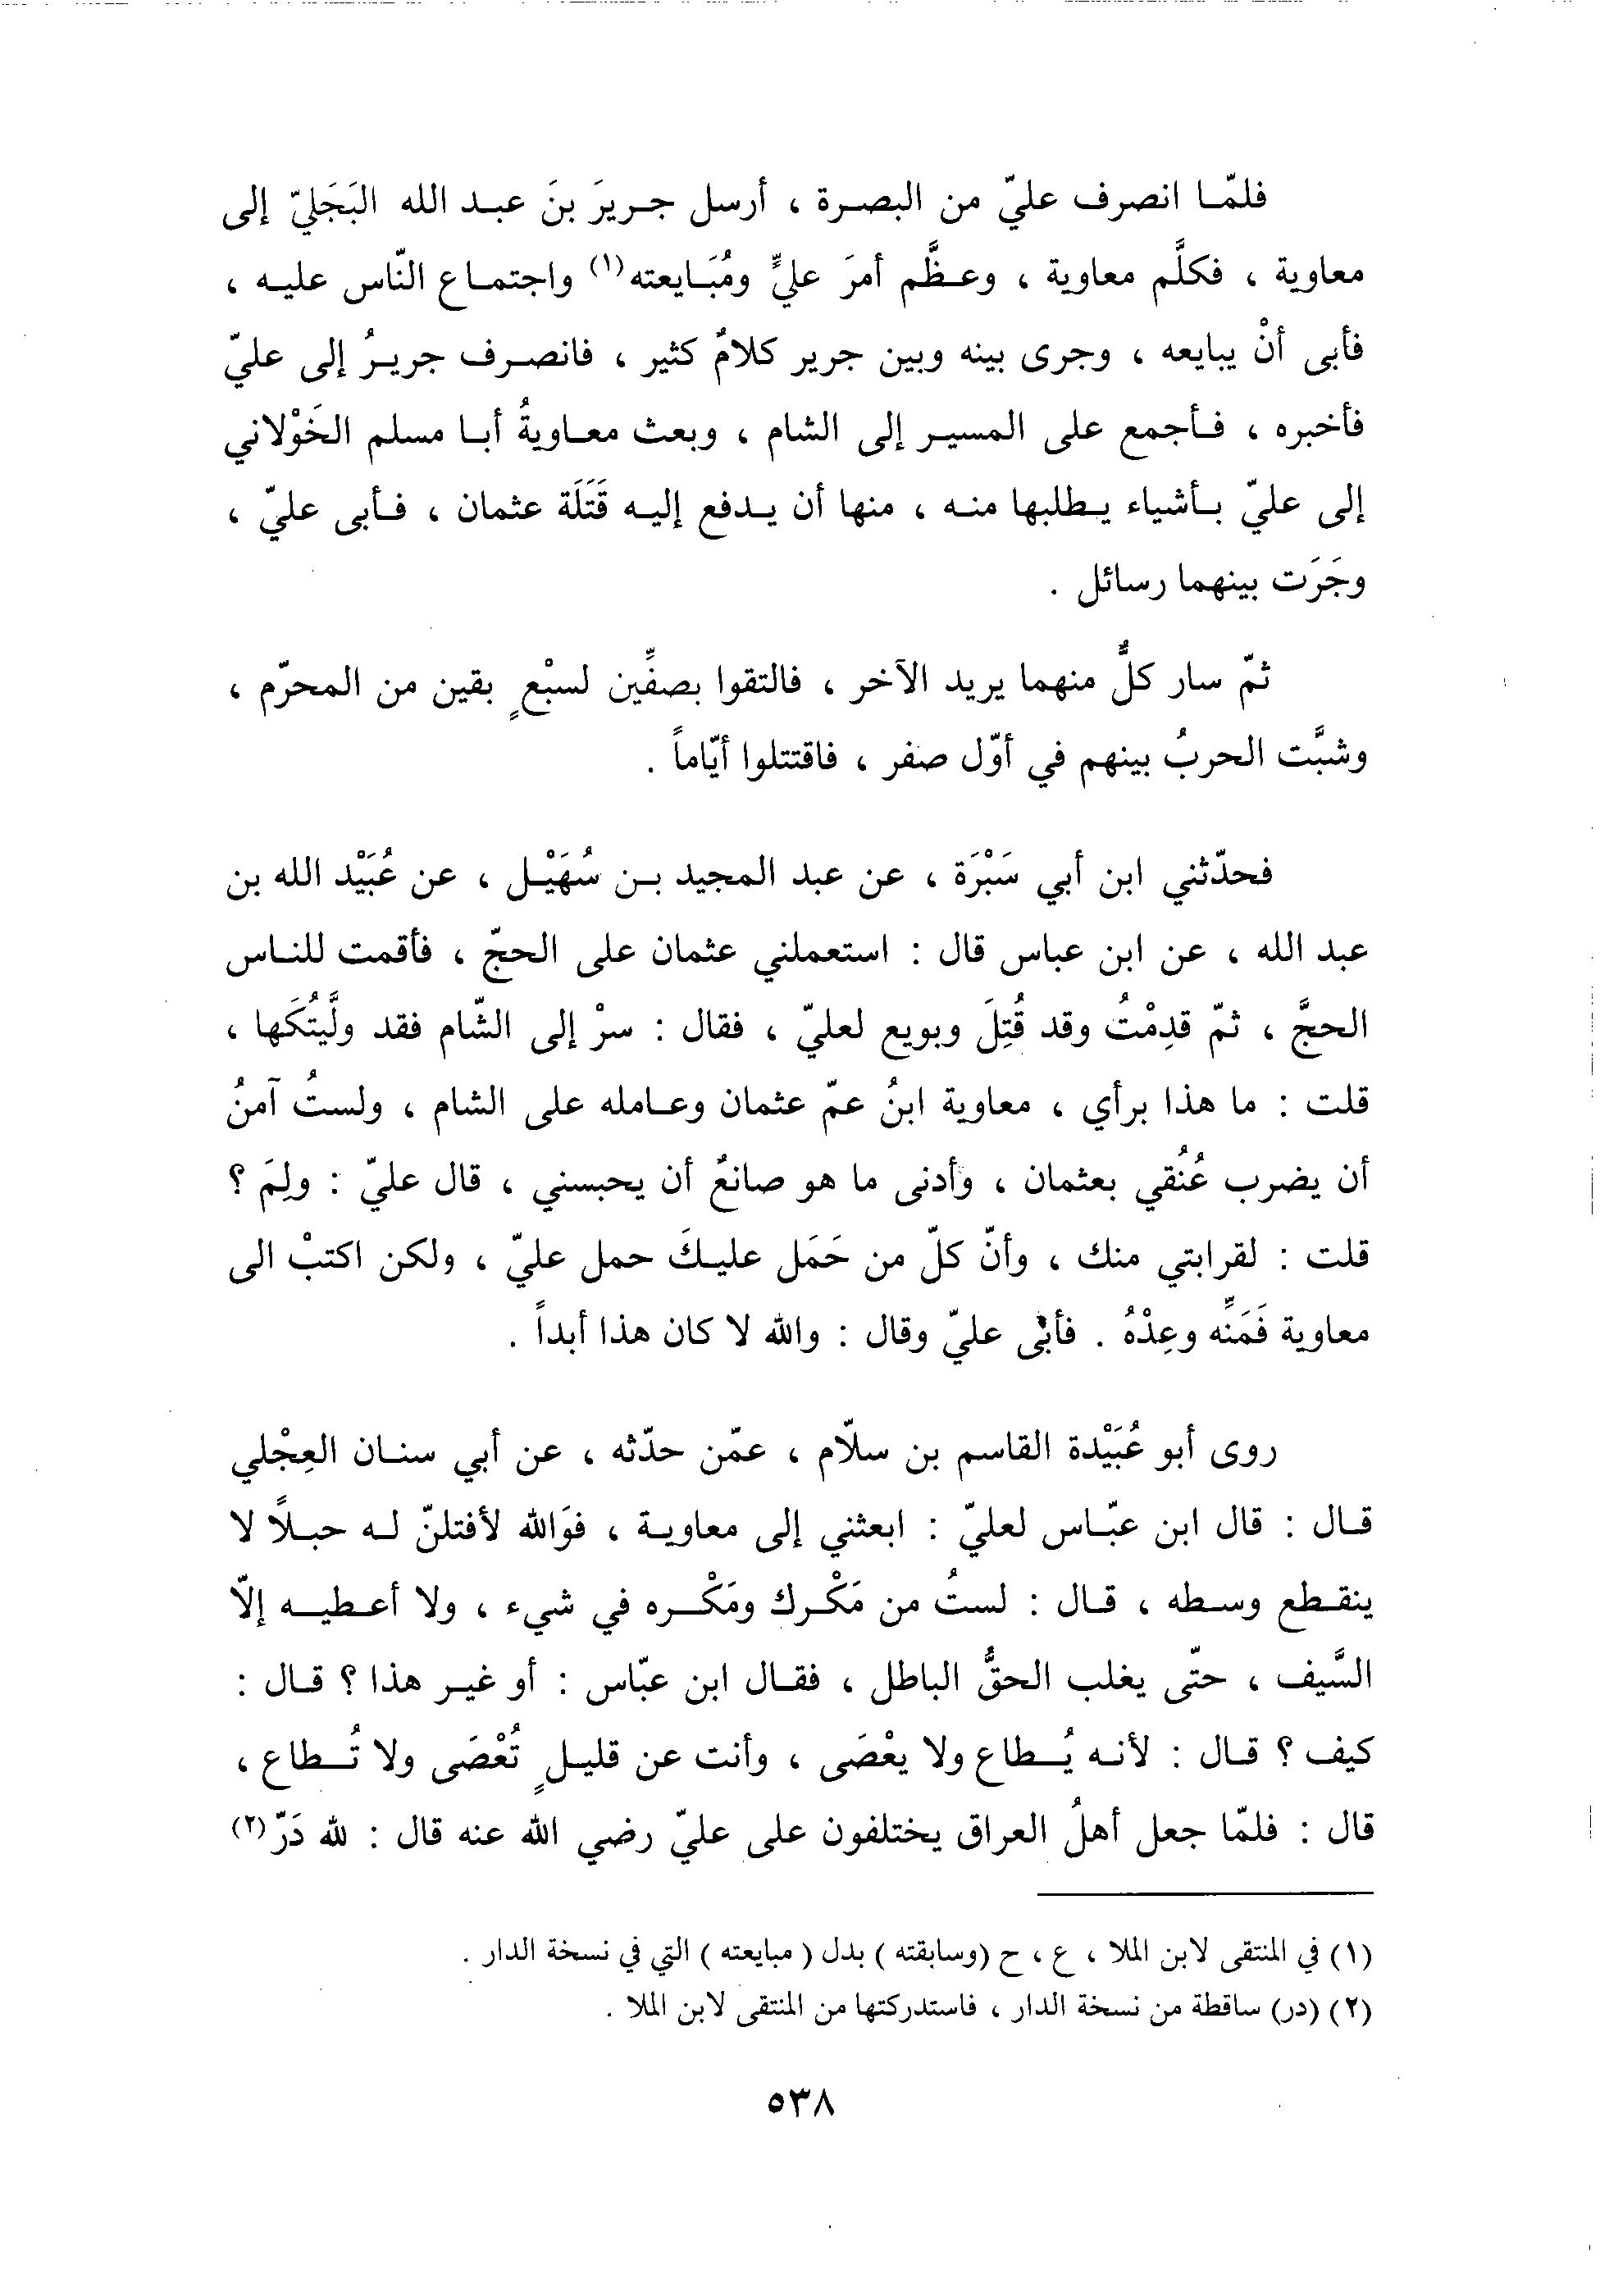 فلمّا انصرف عليّ من البصرة ، أرسل جريرَ بنَ عبد الله البَجَليّ إلى
معاوية ، فكلَّم معاوية ، وعظَّم أمرَ عليٍّ ومُبَايعته(١) واجتماع النّاس عليه ،
فأبى أنْ يبايعه ، وجرى بينه وبين جرير كلامٌ كثير ، فانصرف جريرُ إلى عليّ
فأخبره ، فأجمع على المسير إلى الشام ، وبعث معاويةُ أبا مسلم الخَوْلاني
إلى عليّ بأشياء يطلبها منه ، منها أن يدفع إليه قَتَلَة عثمان ، فأبى عليّ ،
وجَرَت بينهما رسائل .
ثمّ سار كلٌّ منهما يريد الآخر ، فالتقوا بصفِّين لسبْعٍ بقين من المحرّم ،
وشبَّت الحربُ بينهم في أوّل صفر ، فاقتتلوا أيّاماً .
فحدّثني ابن أبي سَبْرَة ، عن عبد المجيد بن سُهَيْل ، عن عُبَيْد الله بن
عبد الله ، عن ابن عباس قال : استعملني عثمان على الحجّ ، فأقمت للناس
الحجَّ ، ثمّ قدِمْتُ وقد قُتِلَ وبويع لعليّ ، فقال : سرْ إلى الشّام فقد ولَّيتُكَها ،
قلت : ما هذا برأي ، معاوية ابنُ عمّ عثمان وعامله على الشام ، ولستُ آمنُ
أن يضرب عُنُقي بعثمان ، وأدنى ما هو صانعٌ أن يحبسني ، قال عليّ : ولِمَ ؟
قلت : لقرابتي منك ، وأنّ كلّ من حَمَل عليكَ حمل عليّ ، ولكن اكتبْ الى
معاوية فَمَنِّه وعِدْهُ . فأبى عليّ وقال : والله لا كان هذا أبداً .
روى أبو عُبَيْدة القاسم بن سلّام ، عمّن حدّثه ، عن أبي سنان العِجْلي
قال : قال ابن عبّاس لعليّ : ابعثني إلى معاوية ، فوَالله لأفتلنّ له حبلاً لا
ينقطع وسطه ، قال : لستُ من مَكْرك ومَكْره في شيء ، ولا أعطيه إلاّ
السَّيف ، حتّى يغلب الحقُّ الباطل ، فقال ابن عبّاس : أو غير هذا ؟ قال :
كيف ؟ قال : لأنه يُطاع ولا يعْصَى ، وأنت عن قليلٍ تُعْصَى ولا تُطاع ،
قال : فلمّا جعل أهلُ العراق يختلفون على عليّ رضي الله عنه قال : لله دَرّ(٢)
(١) في المنتقى لابن الملا ، ع ، ح (وسابقته ) بدل ( مبايعته ) التي في نسخة الدار .
(٢) (در) ساقطة من نسخة الدار ، فاستدركتها من المنتقى لابن الملا .
٥٣٨